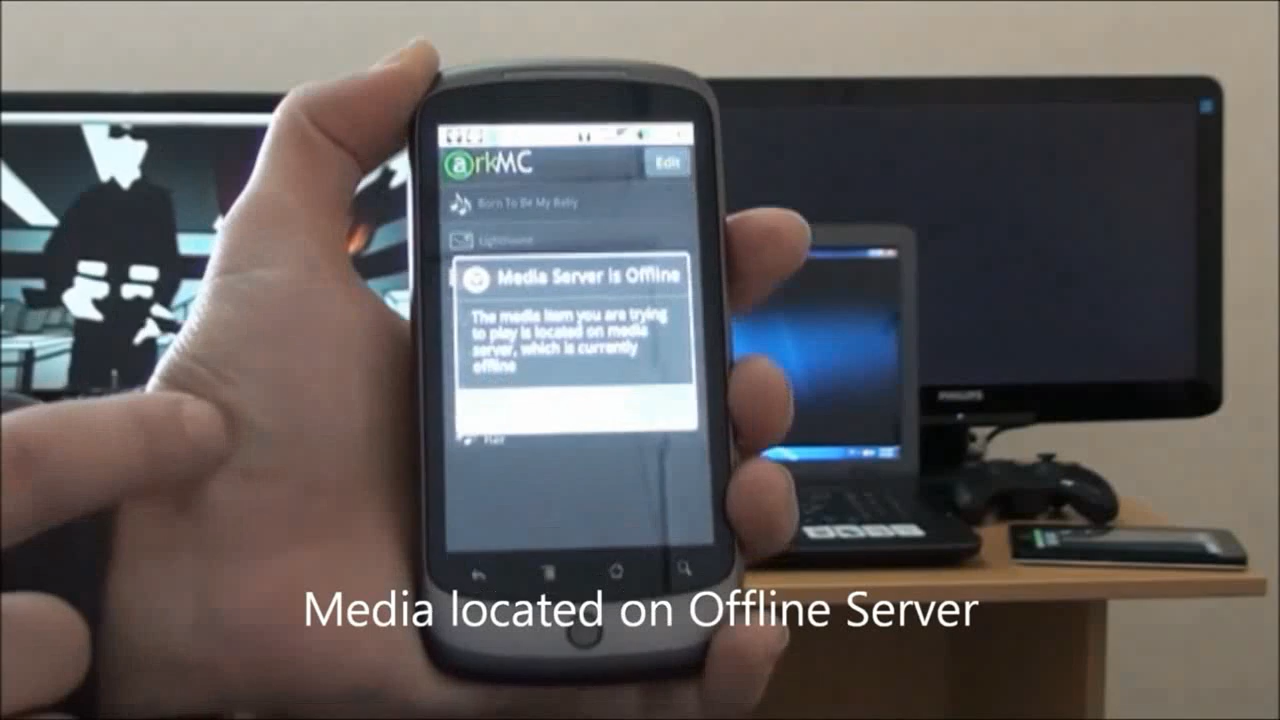 arkMC
Edit
Born To Be My Baby
Media Server is Offline
The media item you are trying
to play is located on media
server, which is currently
offline
PHILIPS
Media located on Offline Server